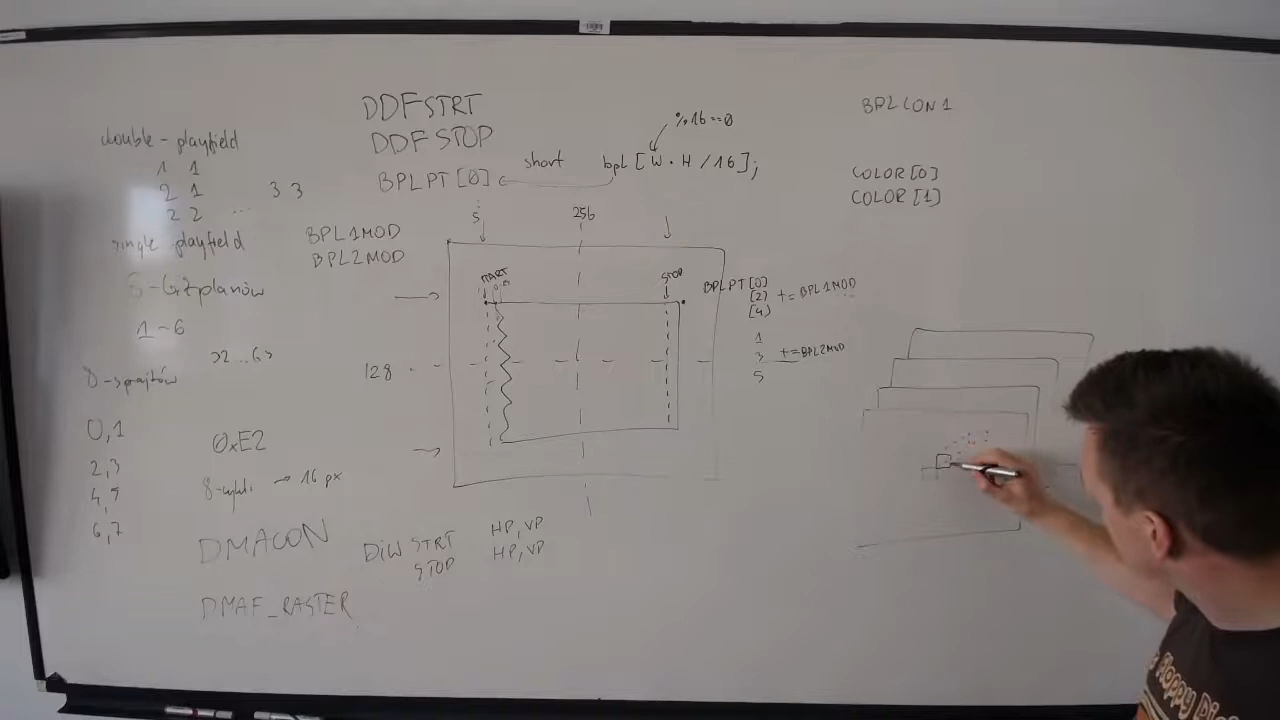 double-playfield
1 1
2 1
2 2 ... 3 3
single playfield
6-bitplanów
1-6
8-sprajtów
0,1
2,3
4,5
6,7
0xE2
8-cykli → 16 px
DMACON
DMAF_RASTER
DDFSTRT
DDFSTOP
BPLPT[0]
short bpl[W·H/16];
%16==0
BPL1MOD
BPL2MOD
256
128
START
STOP
BPLPT[0]
[2] += BPL1MOD
[4]
1
3 += BPL2MOD
5
DIWSTRT HP,VP
STOP HP,VP
BPLCON1
COLOR[0]
COLOR[1]